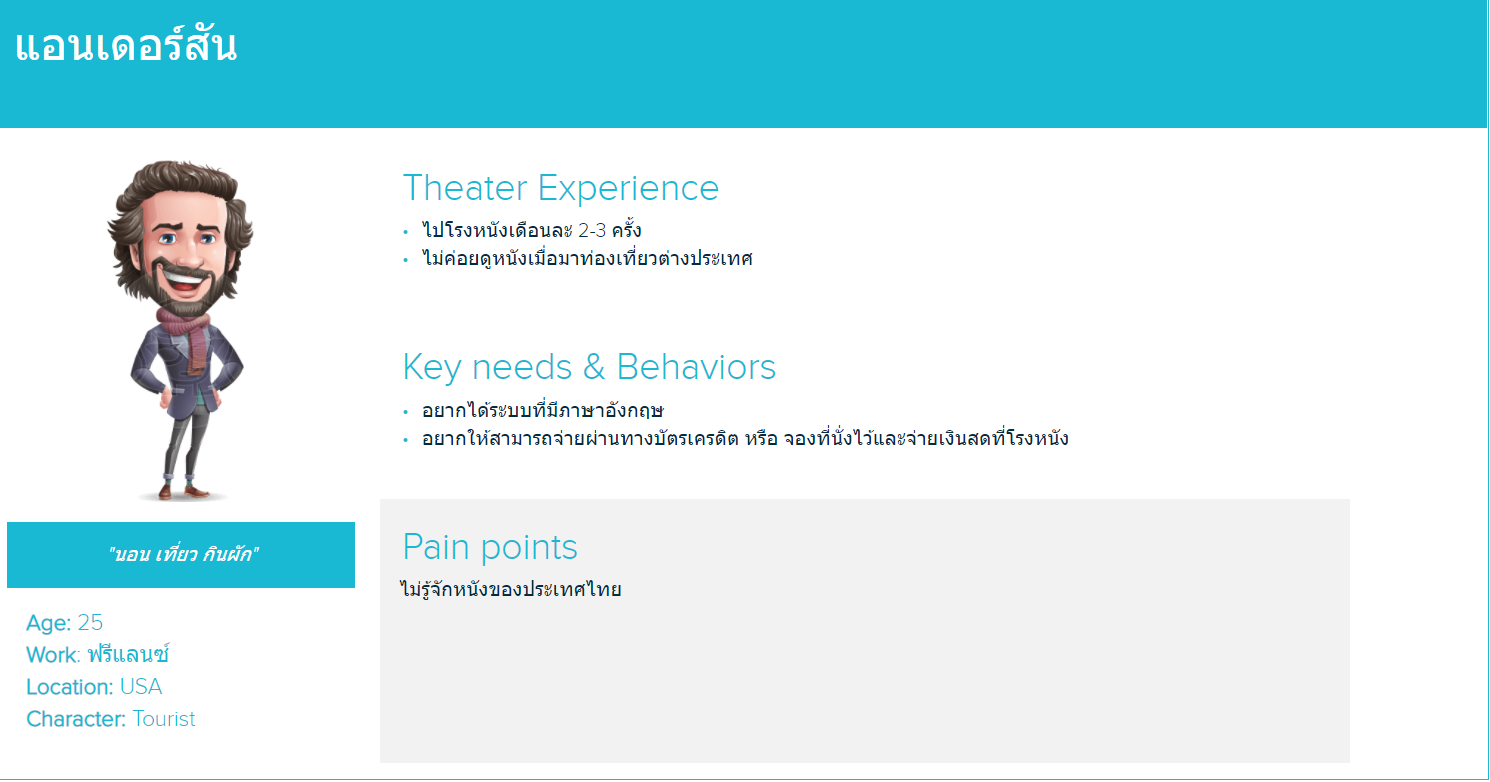 แอนเดอร์สัน
Theater Experience
• ไปโรงหนังเดือนละ 2-3 ครั้ง
• ไม่ค่อยดูหนังเมื่อมาท่องเที่ยวต่างประเทศ
Key needs & Behaviors
• อยากได้ระบบที่มีภาษาอังกฤษ
• อยากให้สามารถจ่ายผ่านทางบัตรเครดิต หรือ จองที่นั่งไว้และจ่ายเงินสดที่โรงหนัง
Pain points
ไม่รู้จักหนังของประเทศไทย
"นอน เที่ยว กินผัก"
Age: 25
Work: ฟรีแลนซ์
Location: USA
Character: Tourist